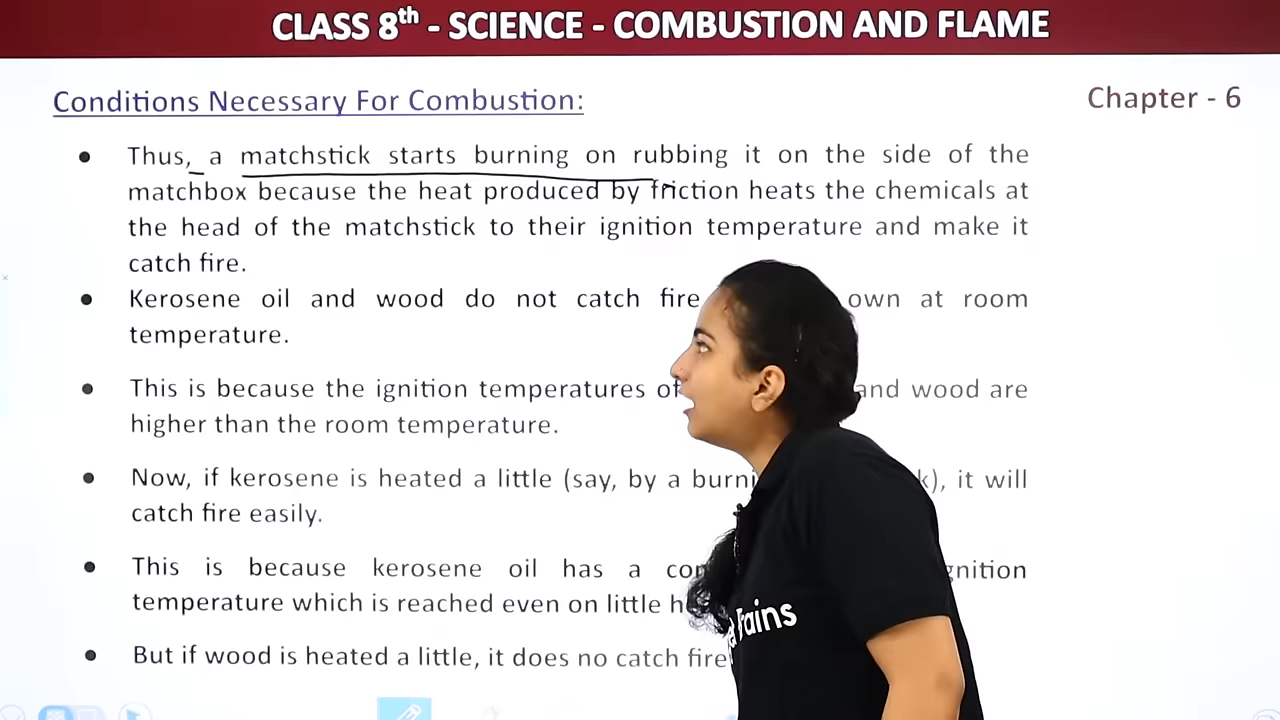 CLASS 8th - SCIENCE - COMBUSTION AND FLAME
Conditions Necessary For Combustion:
Chapter - 6
Thus, a matchstick starts burning on rubbing it on the side of the
matchbox because the heat produced by friction heats the chemicals at
the head of the matchstick to their ignition temperature and make it
catch fire.
Kerosene oil and wood do not catch fire own at room
temperature.
This is because the ignition temperatures of and wood are
higher than the room temperature.
Now, if kerosene is heated a little (say, by a it will
catch fire easily.
This is because kerosene oil has a
temperature which is reached even on little
But if wood is heated a little, it does no catch fire